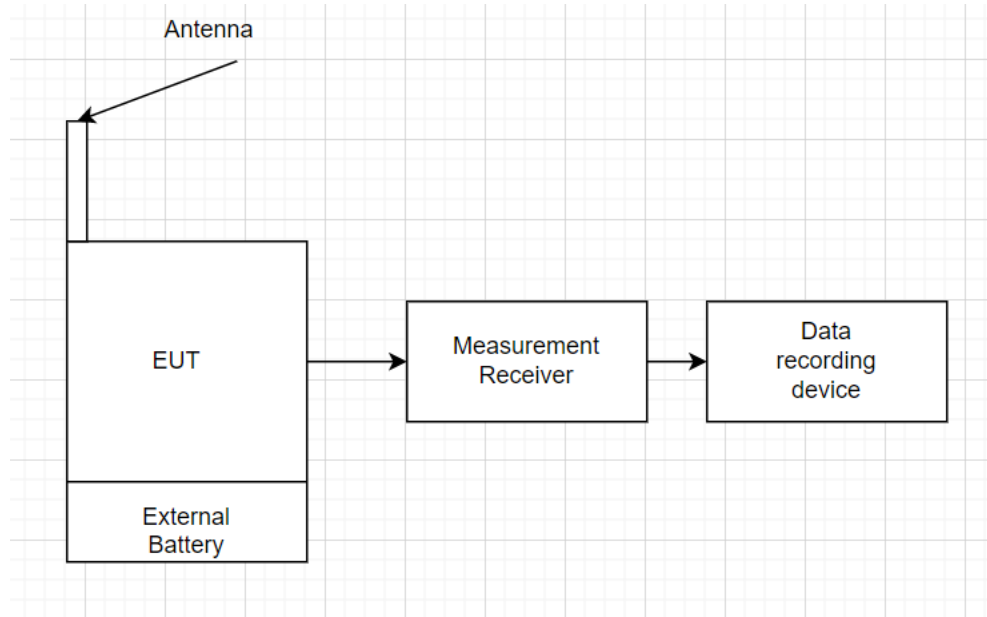 Antenna
EUT
Measurement
Receiver
Data
recording
device
External
Battery